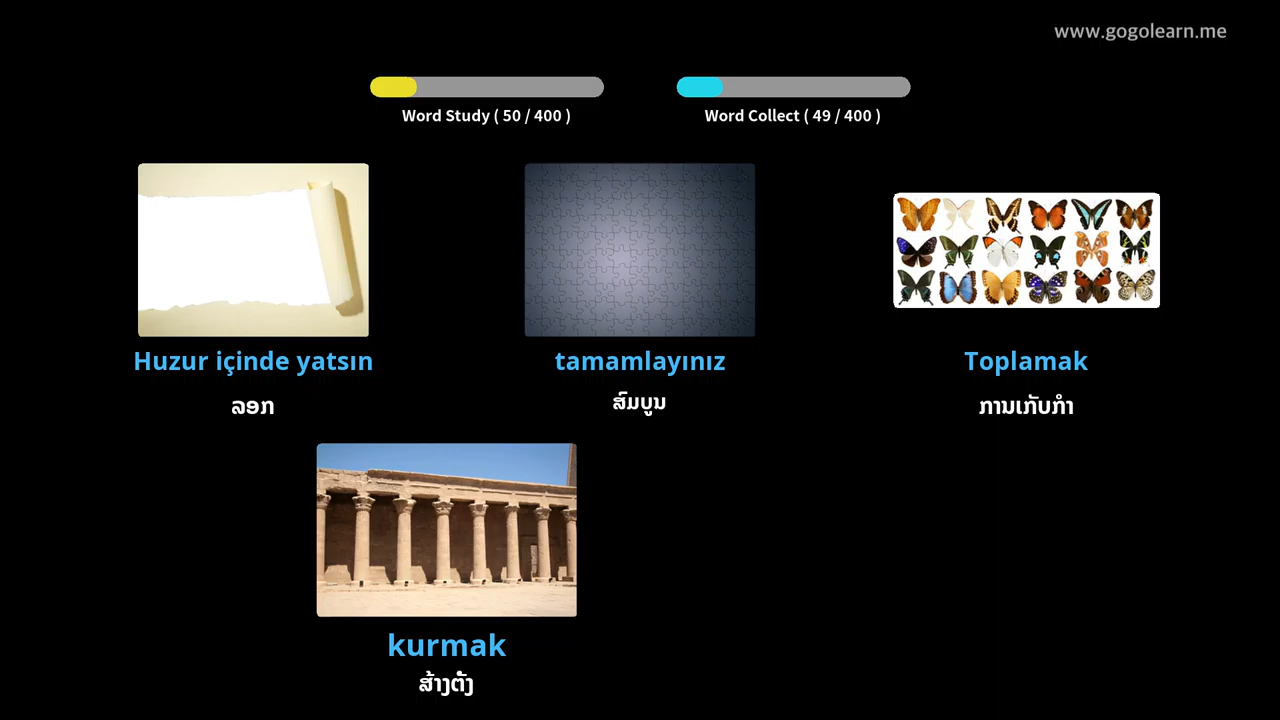 www.gogolearn.me
Word Study ( 50 / 400 )
Word Collect ( 49 / 400 )
Huzur içinde yatsın
tamamlayınız
Toplamak
ລອກ
ສົມບູນ
ການເກັບກໍາ
kurmak
ສ້າງຕັ້ງ